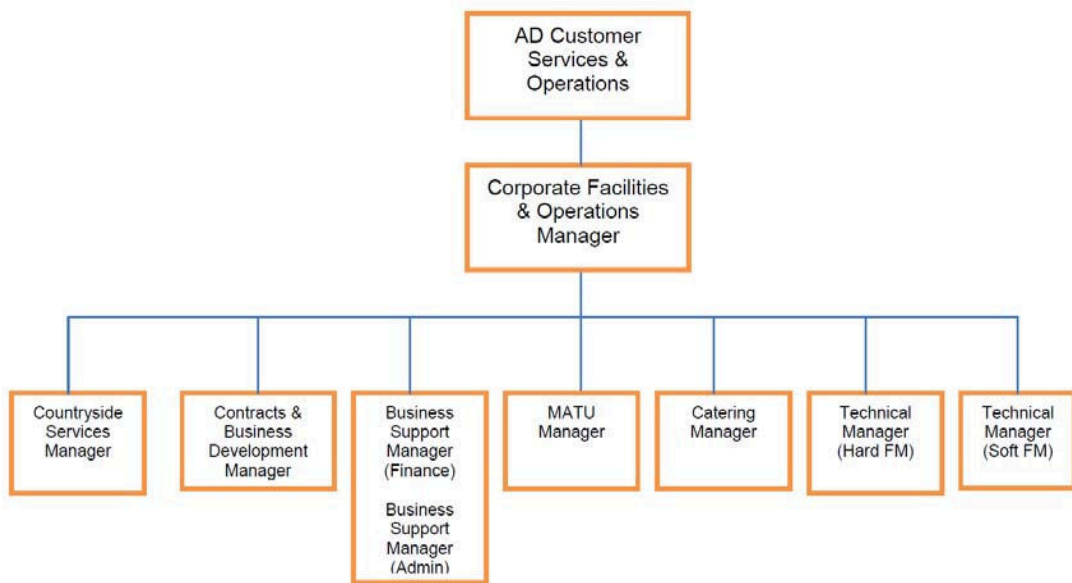 AD Customer
Services &
Operations
Corporate Facilities
& Operations
Manager
Countryside
Services
Manager
Contracts &
Business
Development
Manager
Business
Support
Manager
(Finance)
Business
Support
Manager
(Admin)
MATU
Manager
Catering
Manager
Technical
Manager
(Hard FM)
Technical
Manager
(Soft FM)